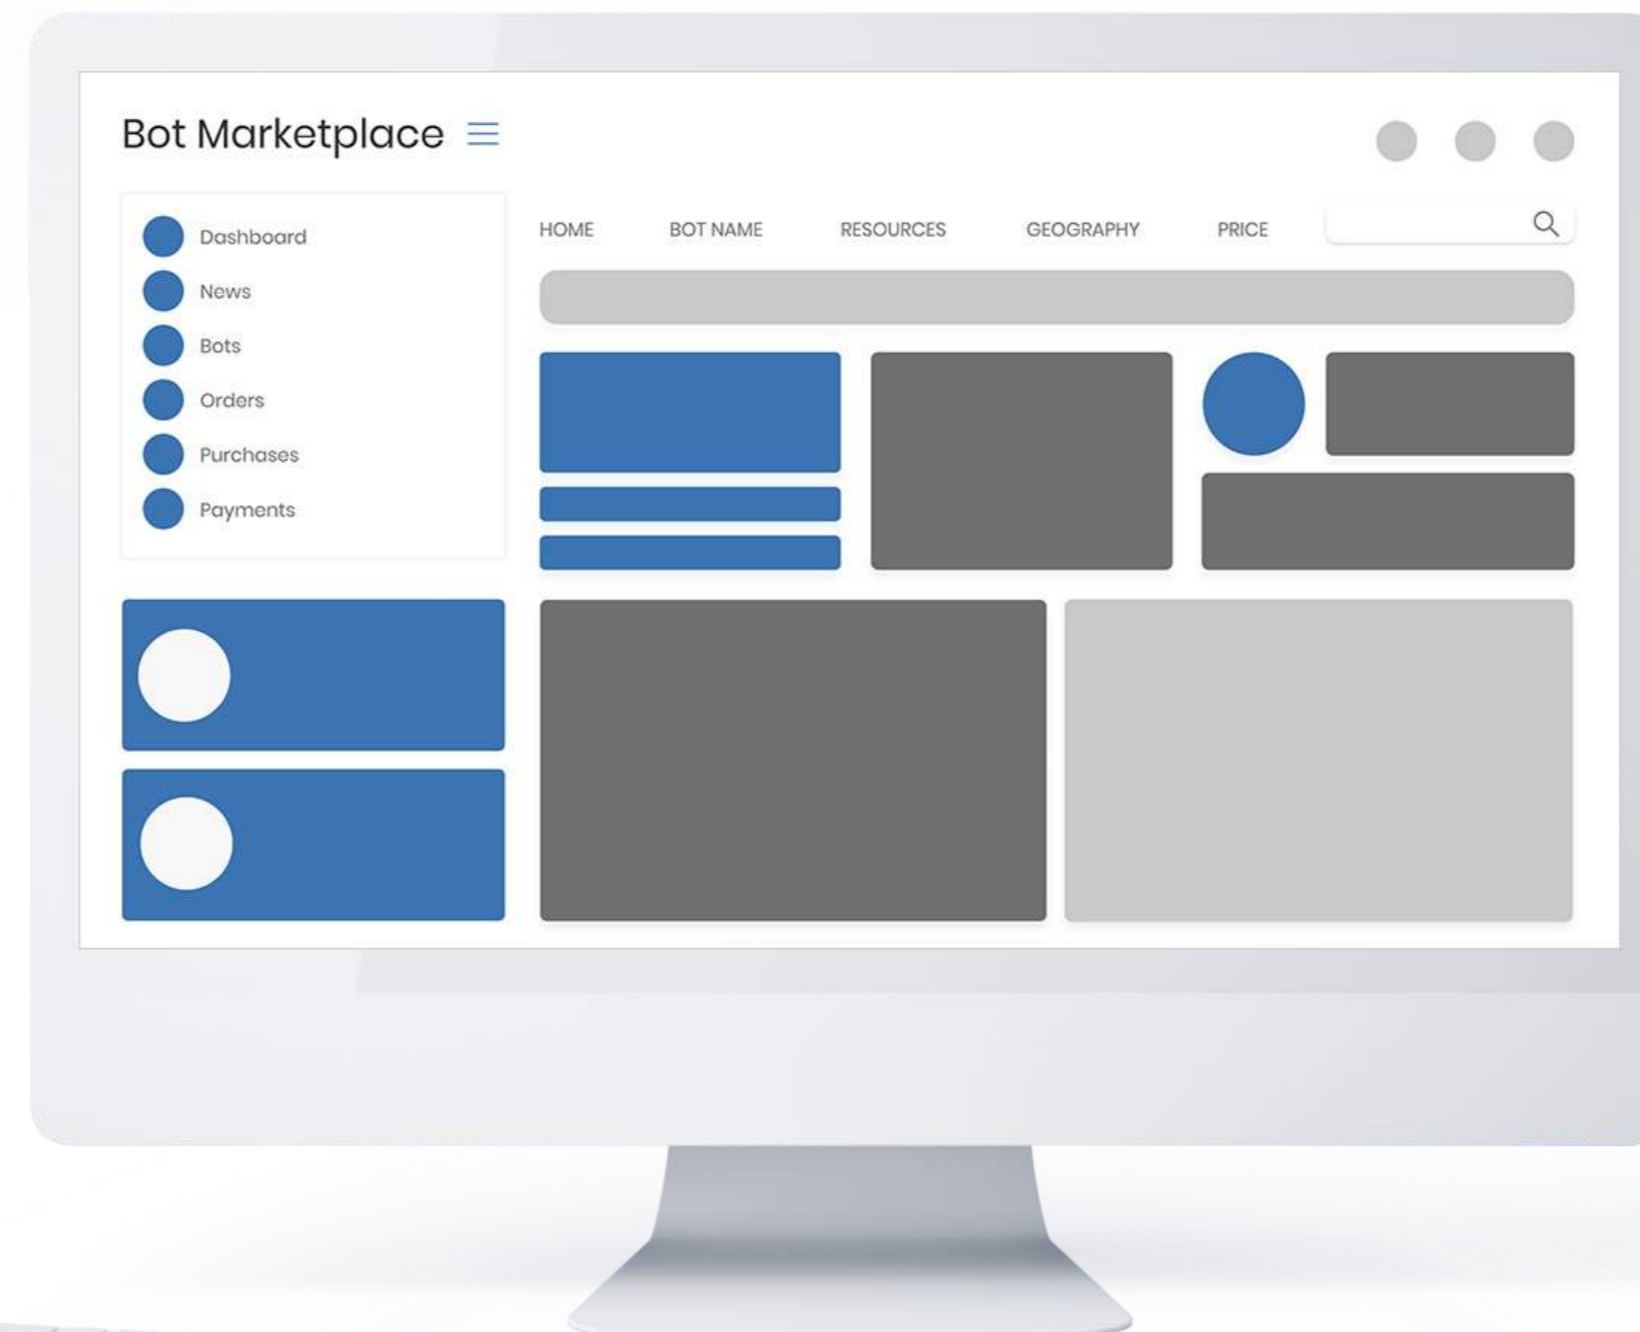 Bot Marketplace
Dashboard
News
Bots
Orders
Purchases
Payments
HOME BOT NAME RESOURCES GEOGRAPHY PRICE